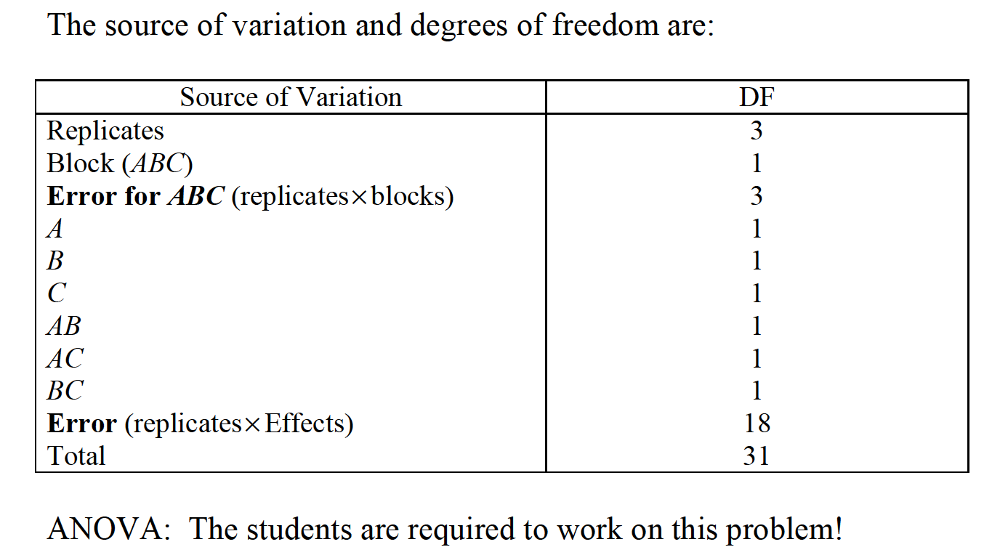 The source of variation and degrees of freedom are:
Source of Variation DF
Replicates 3
Block (ABC) 1
Error for ABC (replicates×blocks) 3
A 1
B 1
C 1
AB 1
AC 1
BC 1
Error (replicates×Effects) 18
Total 31
ANOVA: The students are required to work on this problem!